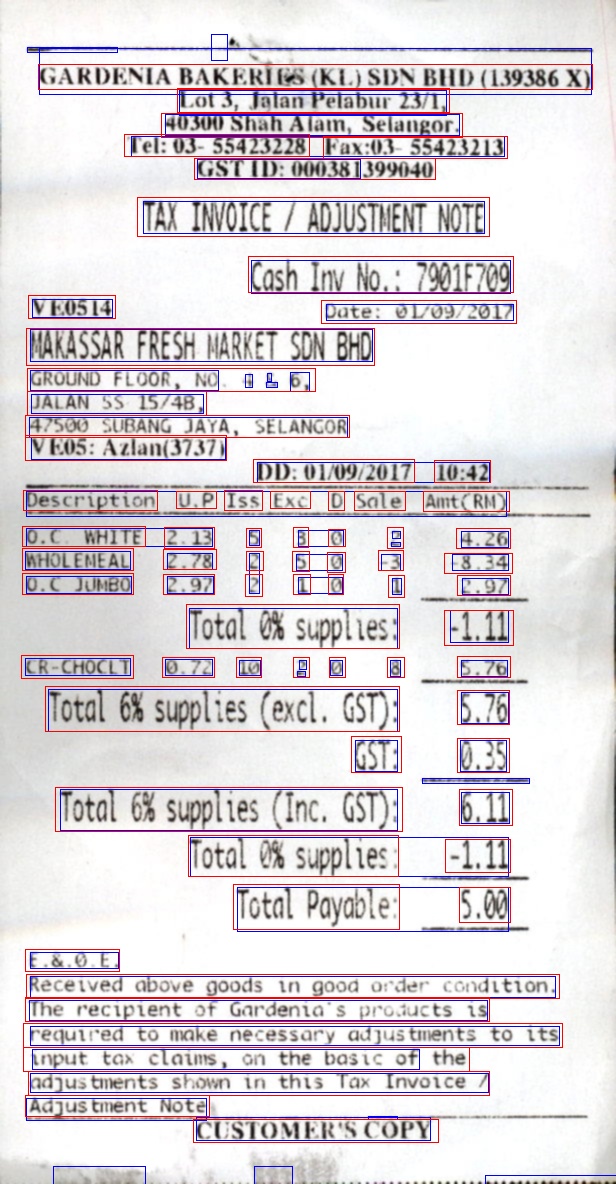 GARDENIA BAKERIES (KL) SDN BHD (139386 X)
Lot 3, Jalan Pelabur 23/1,
40300 Shah Alam, Selangor.
Tel: 03- 55423228 Fax:03- 55423213
GST ID: 000381399040
TAX INVOICE / ADJUSTMENT NOTE
Cash Inv No.: 7901F709
VE0514 Date: 01/09/2017
MAKASSAR FRESH MARKET SDN BHD
GROUND FLOOR, NO. 4 & 6,
JALAN SS 15/4B,
47500 SUBANG JAYA, SELANGOR
VE05: Azlan(3737)
DD: 01/09/2017 10:42
Description U.P Iss Exc D Sale Amt(RM)
O.C. WHITE 2.13 5 3 0 2 4.26
WHOLEMEAL 2.78 2 5 0 -3 -8.34
O.C JUMBO 2.97 2 1 0 1 2.97
Total 0% supplies: -1.11
CR-CHOCLT 0.72 10 2 0 8 5.76
Total 6% supplies (excl. GST): 5.76
GST: 0.35
Total 6% supplies (Inc. GST): 6.11
Total 0% supplies: -1.11
Total Payable: 5.00
E.&.O.E.
Received above goods in good order condition.
The recipient of Gardenia's products is
required to make necessary adjustments to its
input tax claims, on the basic of the
adjustments shown in this Tax Invoice /
Adjustment Note
CUSTOMER'S COPY